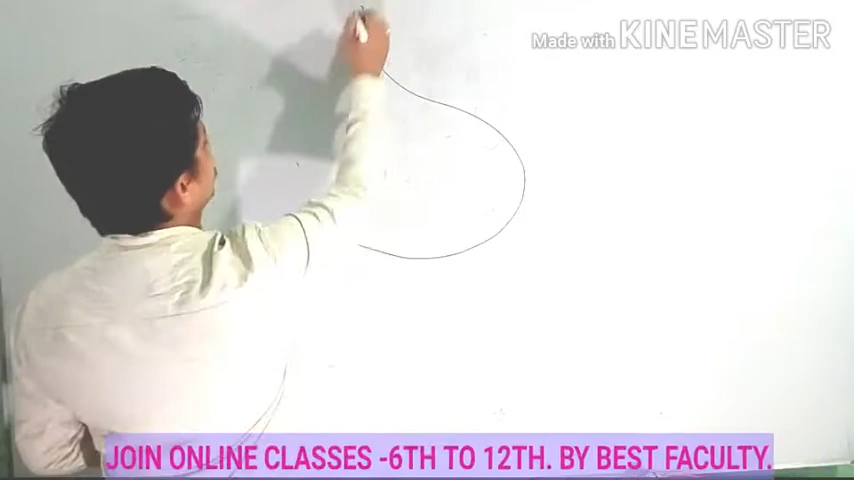 Made with KINEMASTER
JOIN ONLINE CLASSES -6TH TO 12TH. BY BEST FACULTY.